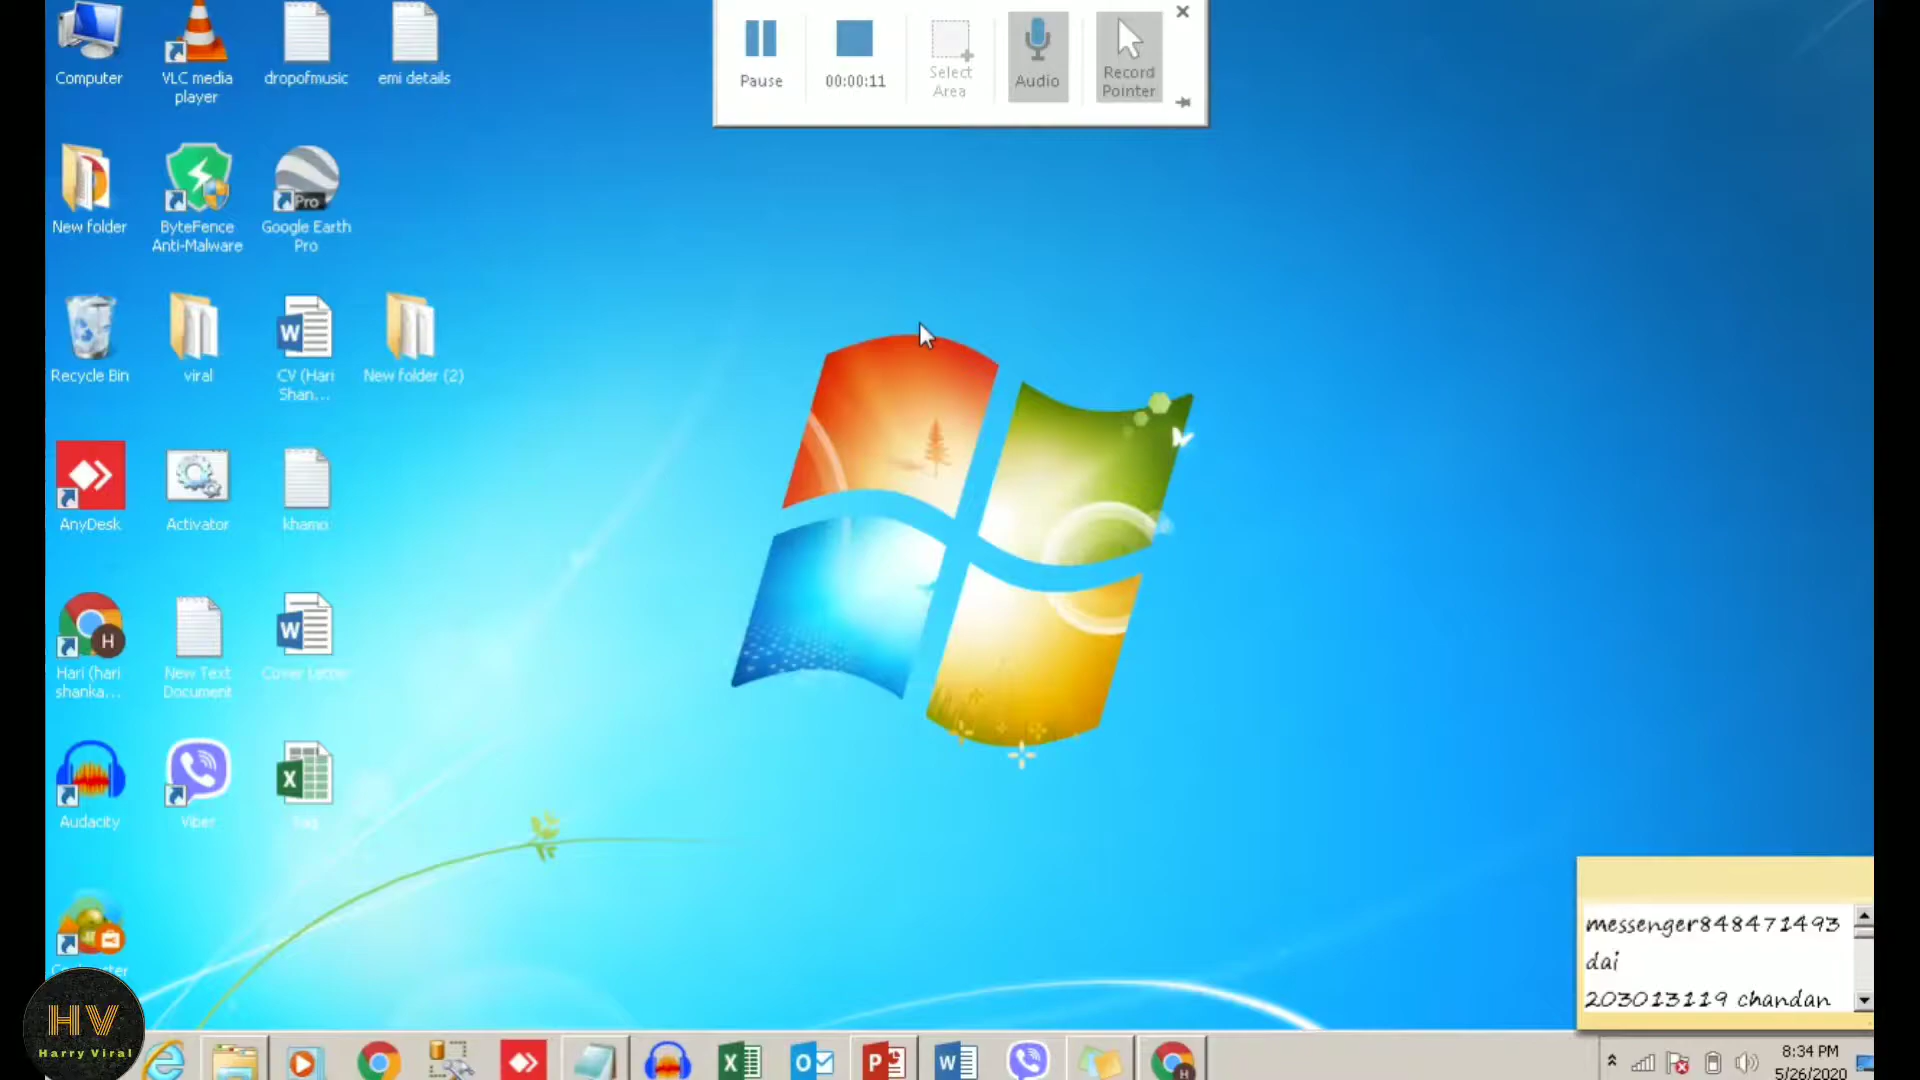 Computer
VLC media
player
dropofmusic
emi details
Pause
00:00:11
Select
Area
Audio
Record
Pointer
New folder
ByteFence
Anti-Malware
Pro
Google Earth
Pro
Recycle Bin
viral
W
CV (Hari
Shan...
New folder (2)
AnyDesk
Activator
khamo
H
Hari (hari
shanka...
New Text
Document
W
Cover Letter
Audacity
Viber
X
messenger848471493
dai
203013119 chandan
HV
Harry Viral
8:34 PM
5/26/2020